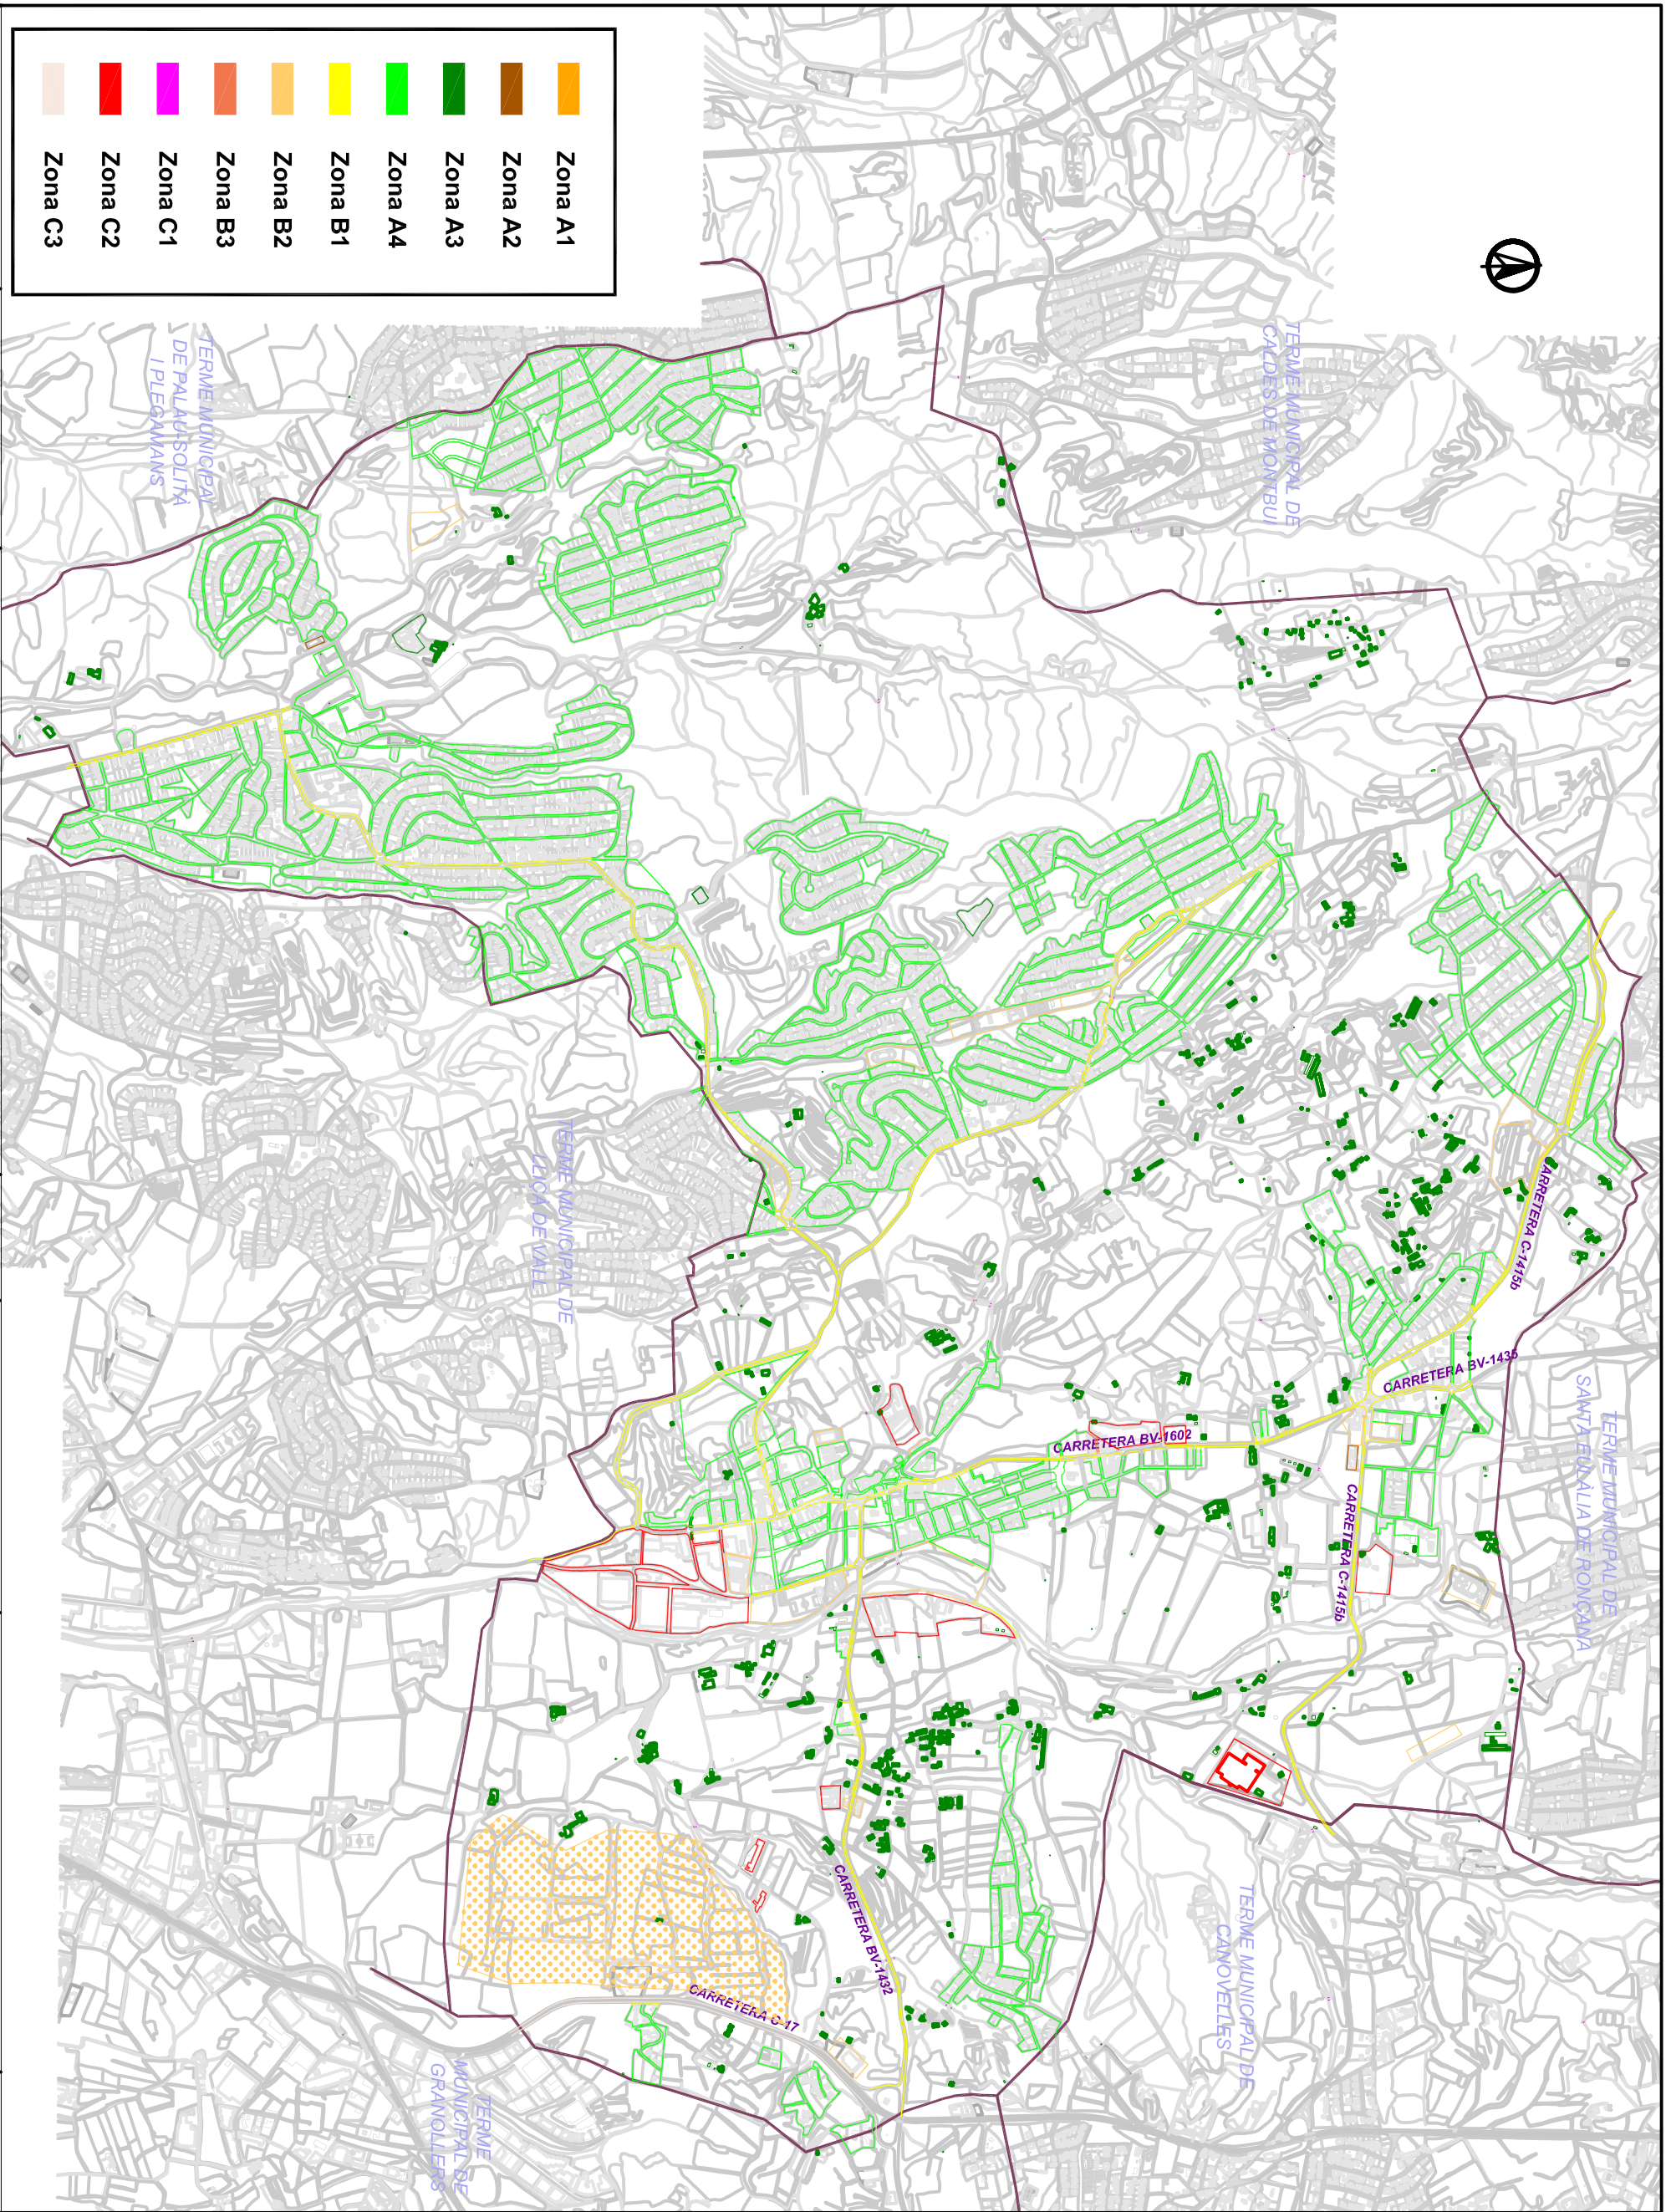 Zona A1
Zona A2
Zona A3
Zona A4
Zona B1
Zona B2
Zona B3
Zona C1
Zona C2
Zona C3
TERME MUNICIPAL DE
CALDES DE MONTBUI
TERME MUNICIPAL
DE PALAU-SOLITÀ
I PLEGAMANS
TERME MUNICIPAL DE
LLIÇÀ DE VALL
ARRETERA C-1415b
CARRETERA BV-1435
TERME MUNICIPAL DE
SANTA EULÀLIA DE RONÇANA
CARRETERA BV-1602
CARRETERA C-1415b
CARRETERA BV-1432
CARRETERA C-17
TERME MUNICIPAL DE
CANOVELLES
TERME
MUNICIPAL DE
GRANOLLERS